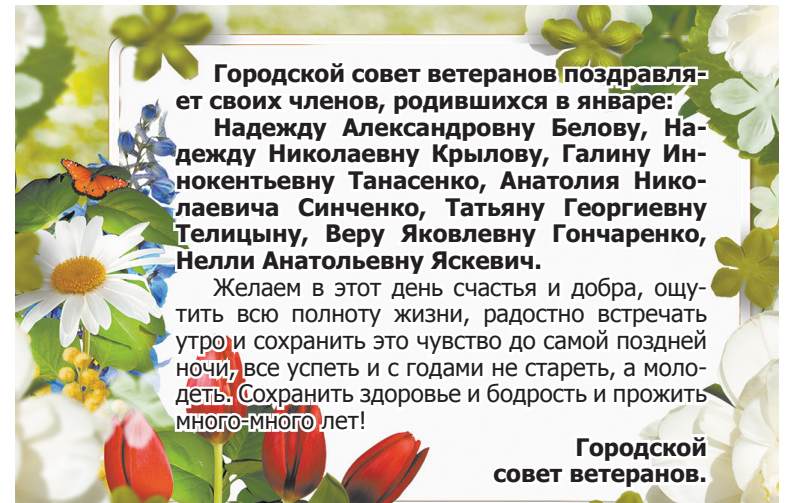 Городской совет ветеранов поздравля-
ет своих членов, родившихся в январе:
Надежду Александровну Белову, На-
дежду Николаевну Крылову, Галину Ин-
нокентьевну Танасенко, Анатолия Нико-
лаевича Синченко, Татьяну Георгиевну
Телицыну, Веру Яковлевну Гончаренко,
Нелли Анатольевну Яскевич.
Желаем в этот день счастья и добра, ощу-
тить всю полноту жизни, радостно встречать
утро и сохранить это чувство до самой поздней
ночи, все успеть и с годами не стареть, а моло-
деть. Сохранить здоровье и бодрость и прожить
много-много лет!
Городской
совет ветеранов.